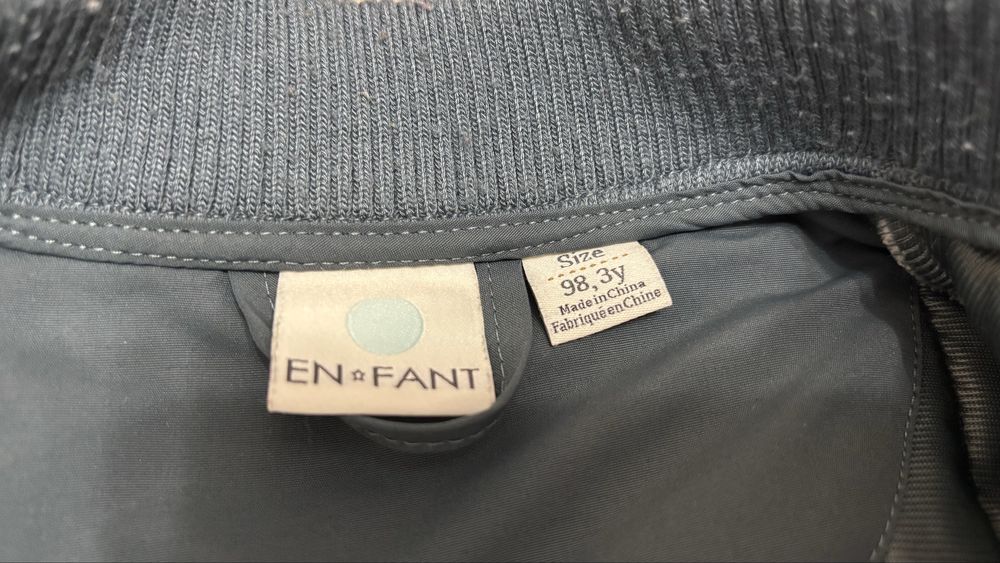 EN☆FANT
Size
98,3y
Made in China
Fabriqué en Chine